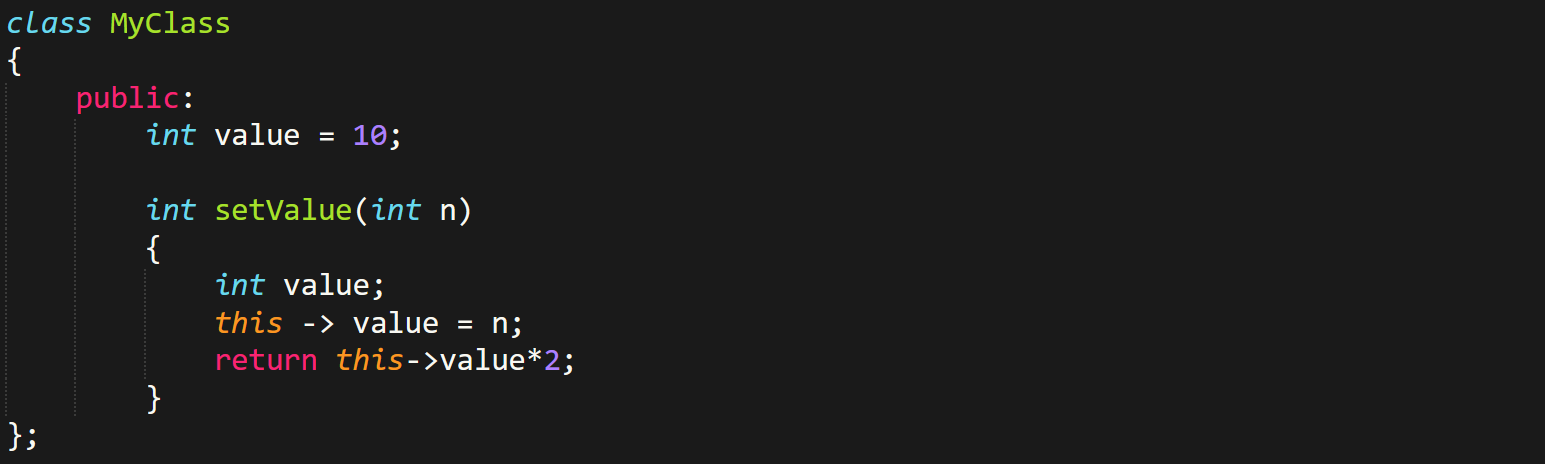 class MyClass
{
    public:
        int value = 10;

        int setValue(int n)
        {
            int value;
            this -> value = n;
            return this->value*2;
        }
};